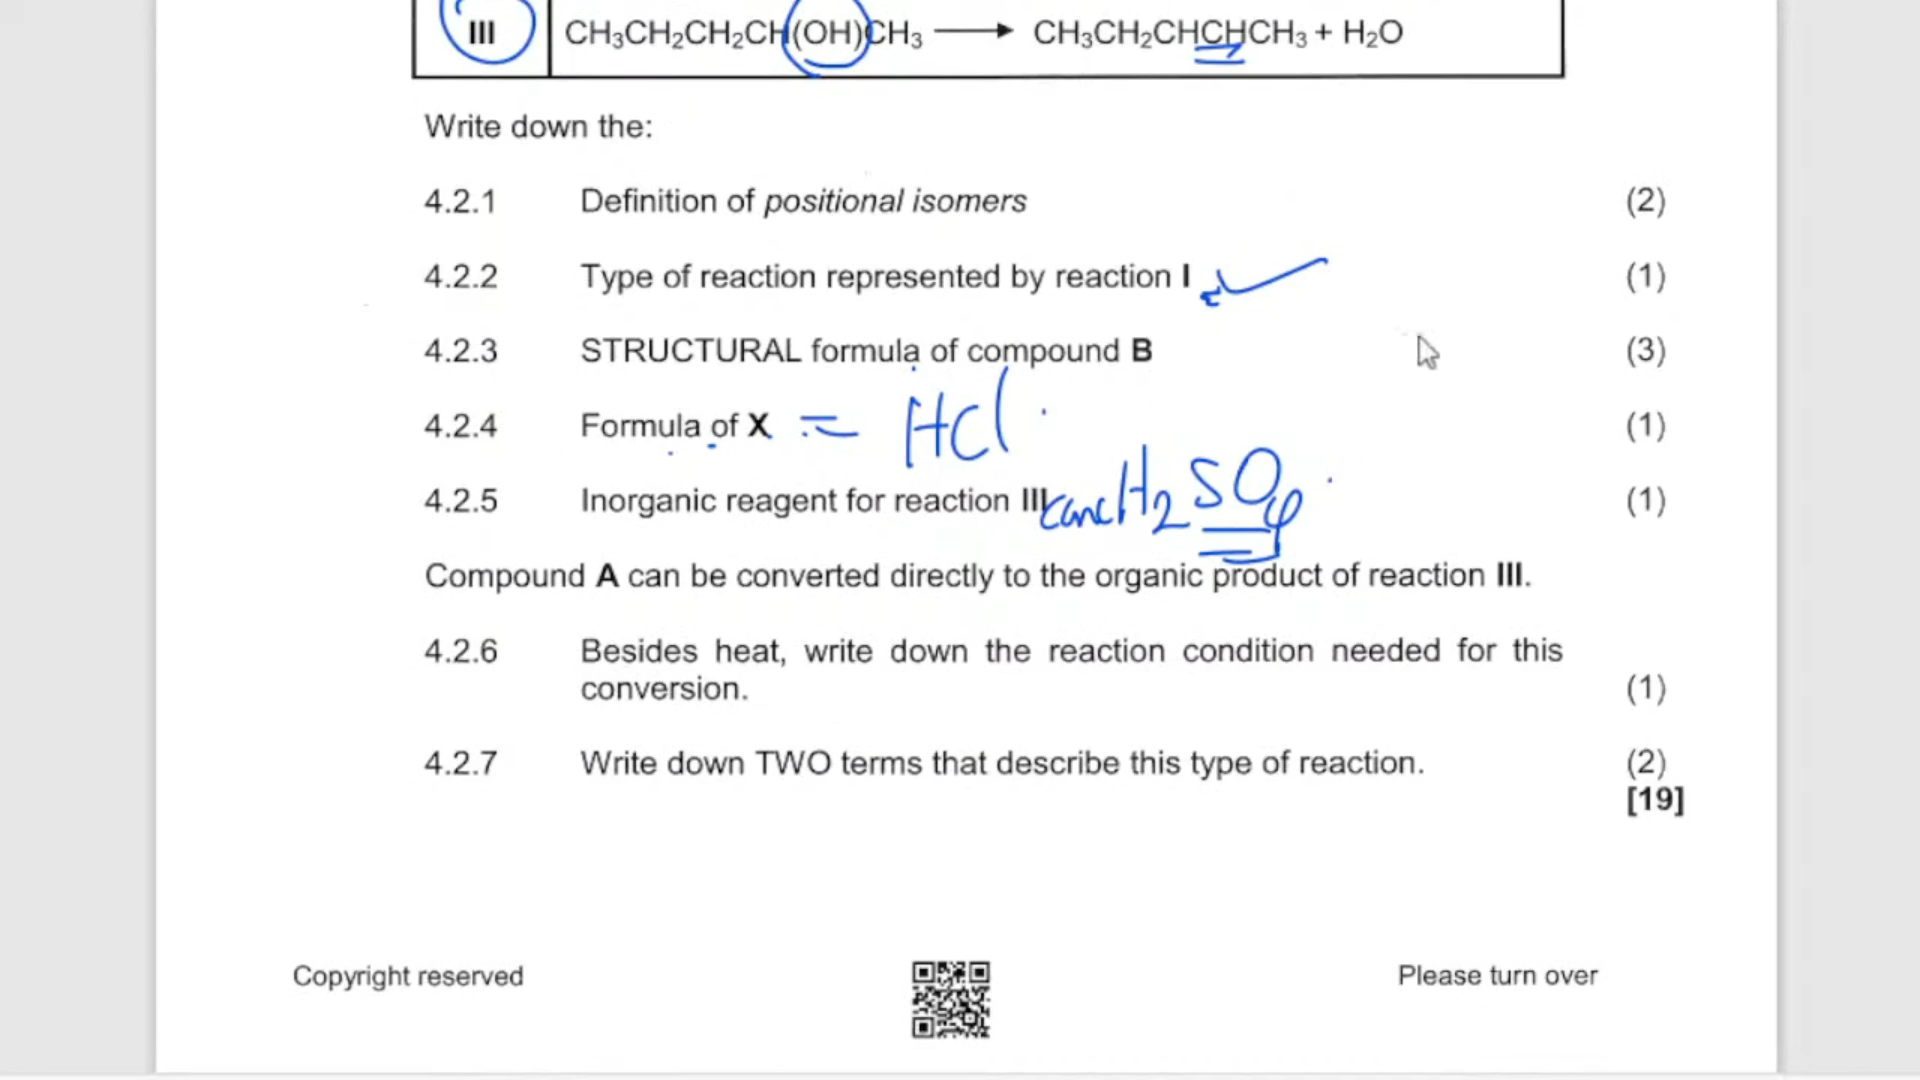 III CH₃CH₂CH₂CH(OH)CH₃ ⟶ CH₃CH₂CHCHCH₃ + H₂O
Write down the:
4.2.1 Definition of positional isomers (2)
4.2.2 Type of reaction represented by reaction I (1)
4.2.3 STRUCTURAL formula of compound B (3)
4.2.4 Formula of X = HCl (1)
4.2.5 Inorganic reagent for reaction III conc H₂SO₄ (1)
Compound A can be converted directly to the organic product of reaction III.
4.2.6 Besides heat, write down the reaction condition needed for this
conversion. (1)
4.2.7 Write down TWO terms that describe this type of reaction. (2)
[19]
Copyright reserved Please turn over